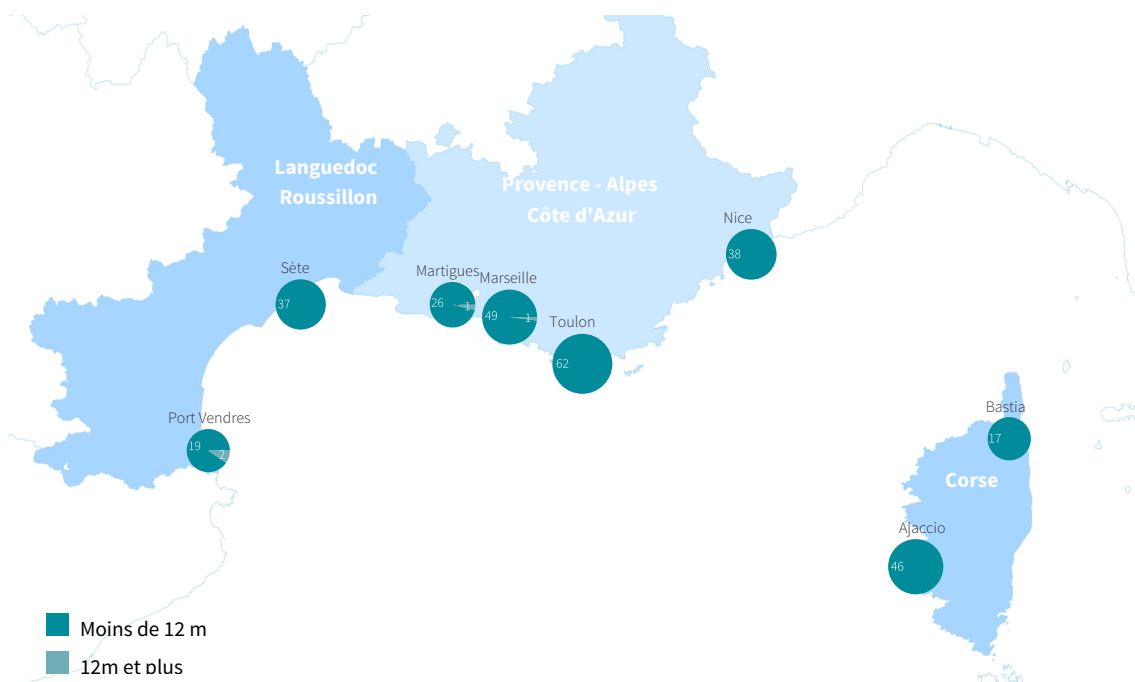 Languedoc
Roussillon
Provence - Alpes
Côte d'Azur
Nice
38
Sète
37
Martigues
26
1
Marseille
49
1
Toulon
62
Port Vendres
19
2
Bastia
17
Corse
Ajaccio
46
Moins de 12 m
12m et plus